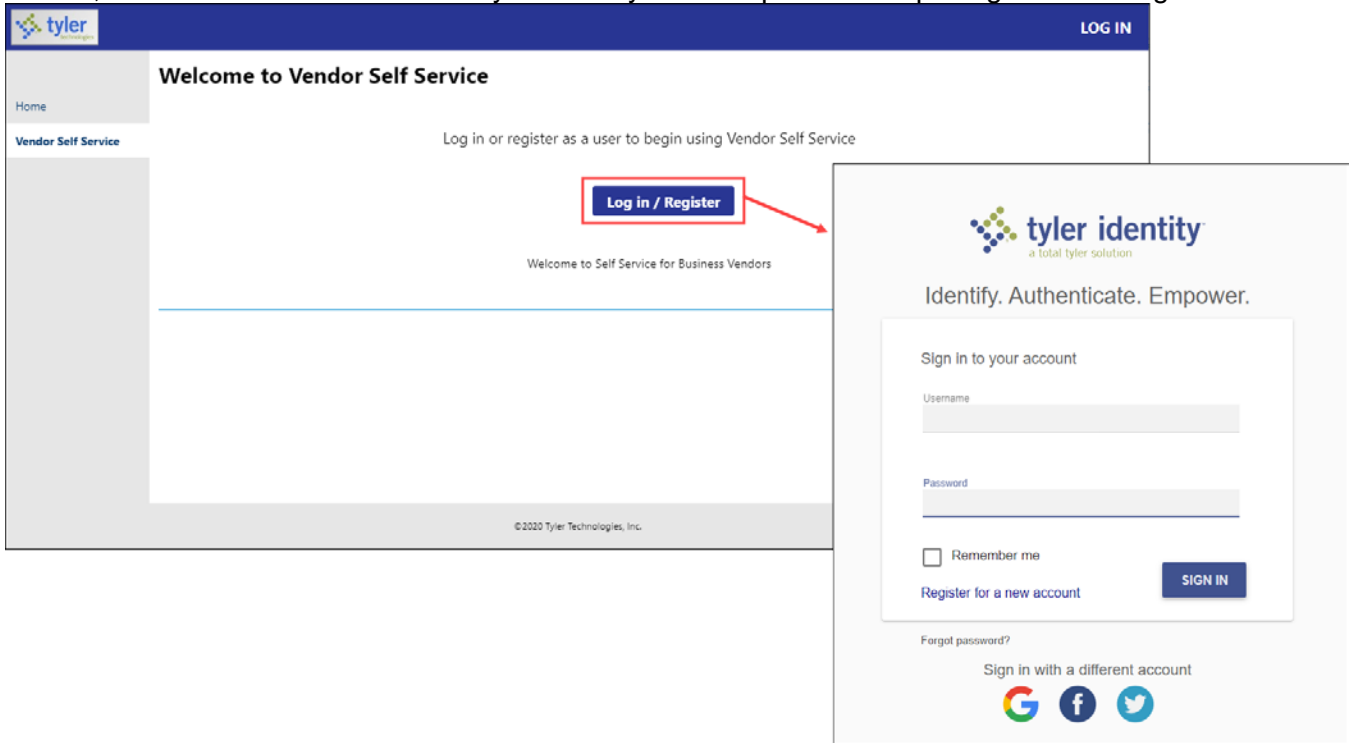 tyler
technologies
LOG IN
Welcome to Vendor Self Service
Home
Vendor Self Service
Log in or register as a user to begin using Vendor Self Service
Log in / Register
Welcome to Self Service for Business Vendors
©2020 Tyler Technologies, Inc.
tyler identity
a total tyler solution
Identify. Authenticate. Empower.
Sign in to your account
Username
Password
Remember me
Register for a new account
SIGN IN
Forgot password?
Sign in with a different account